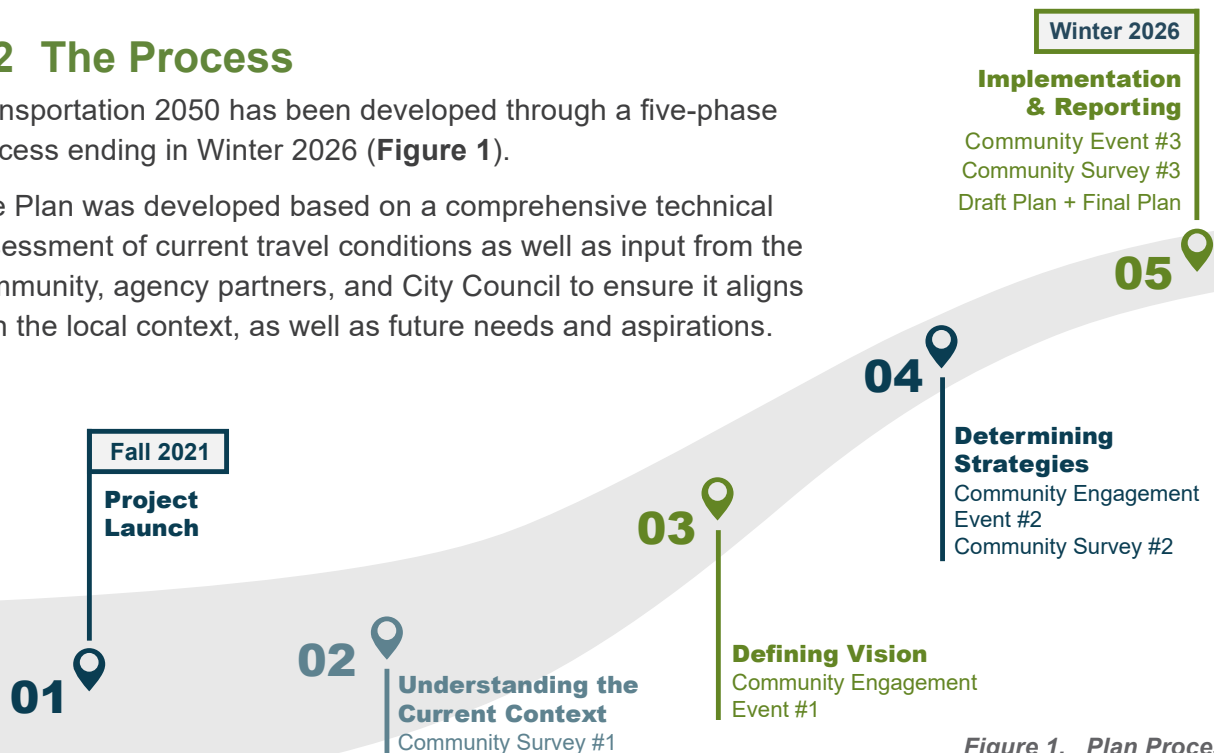 2 The Process
nsportation 2050 has been developed through a five-phase
cess ending in Winter 2026 (Figure 1).
e Plan was developed based on a comprehensive technical
essment of current travel conditions as well as input from the
mmunity, agency partners, and City Council to ensure it aligns
h the local context, as well as future needs and aspirations.
Fall 2021
Project
Launch
01
02
Understanding the
Current Context
Community Survey #1
03
Defining Vision
Community Engagement
Event #1
04
Determining
Strategies
Community Engagement
Event #2
Community Survey #2
Winter 2026
Implementation
& Reporting
Community Event #3
Community Survey #3
Draft Plan + Final Plan
05
Figure 1. Plan Proce